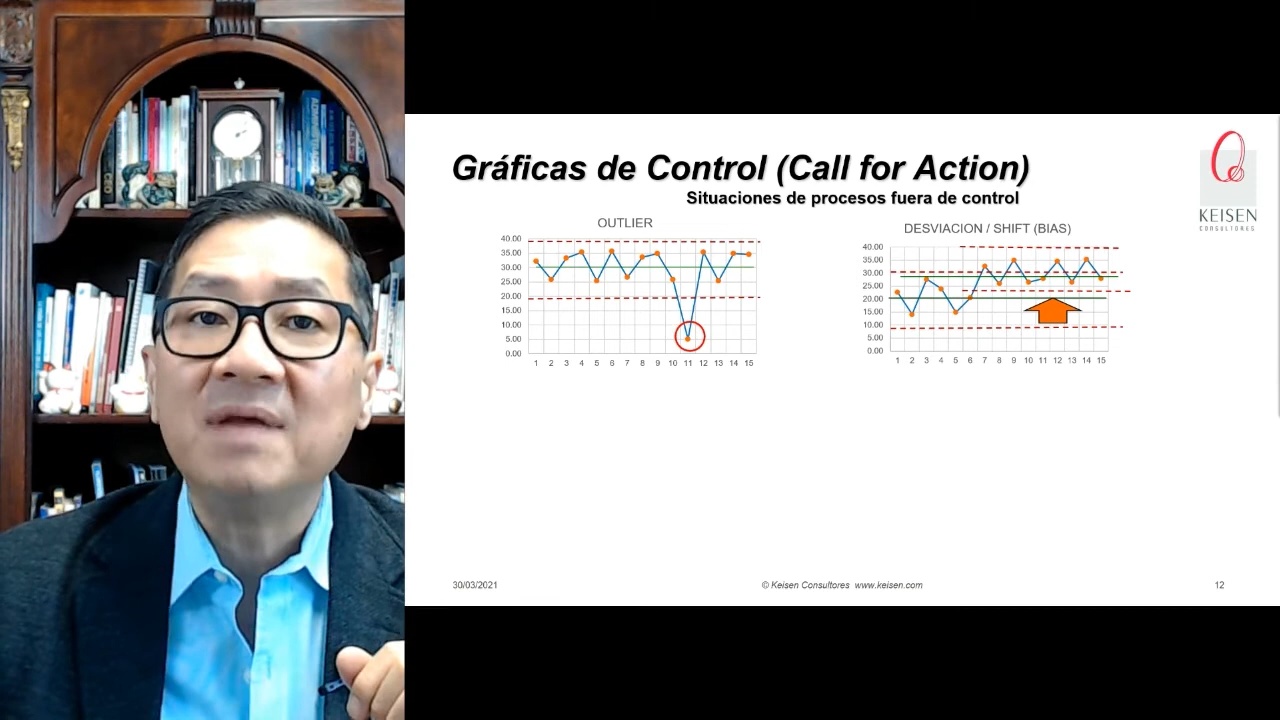 Gráficas de Control (Call for Action)
Situaciones de procesos fuera de control
KEISEN
CONSULTORES
OUTLIER
40.00
35.00
30.00
25.00
20.00
15.00
10.00
5.00
0.00
1 2 3 4 5 6 7 8 9 10 11 12 13 14 15
DESVIACION / SHIFT (BIAS)
40.00
35.00
30.00
25.00
20.00
15.00
10.00
5.00
0.00
1 2 3 4 5 6 7 8 9 10 11 12 13 14 15
30/03/2021
© Keisen Consultores www.keisen.com
12